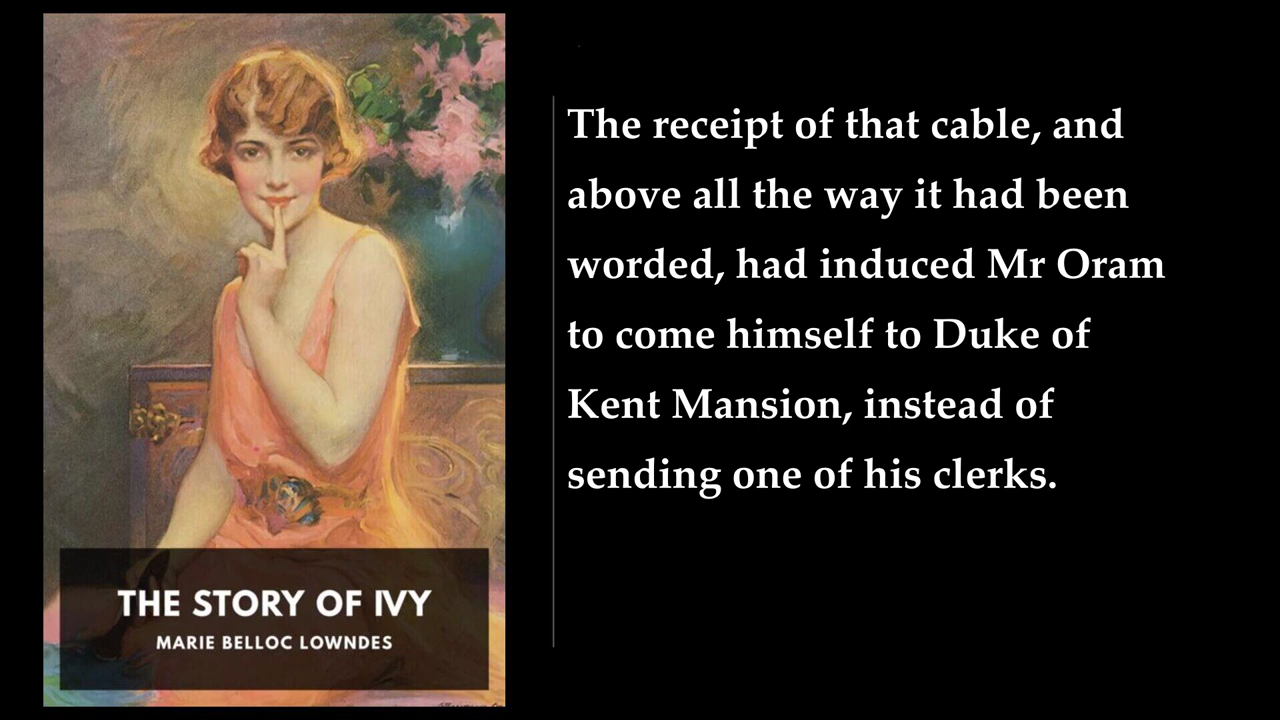 The receipt of that cable, and
above all the way it had been
worded, had induced Mr Oram
to come himself to Duke of
Kent Mansion, instead of
sending one of his clerks.
THE STORY OF IVY
MARIE BELLOC LOWNDES